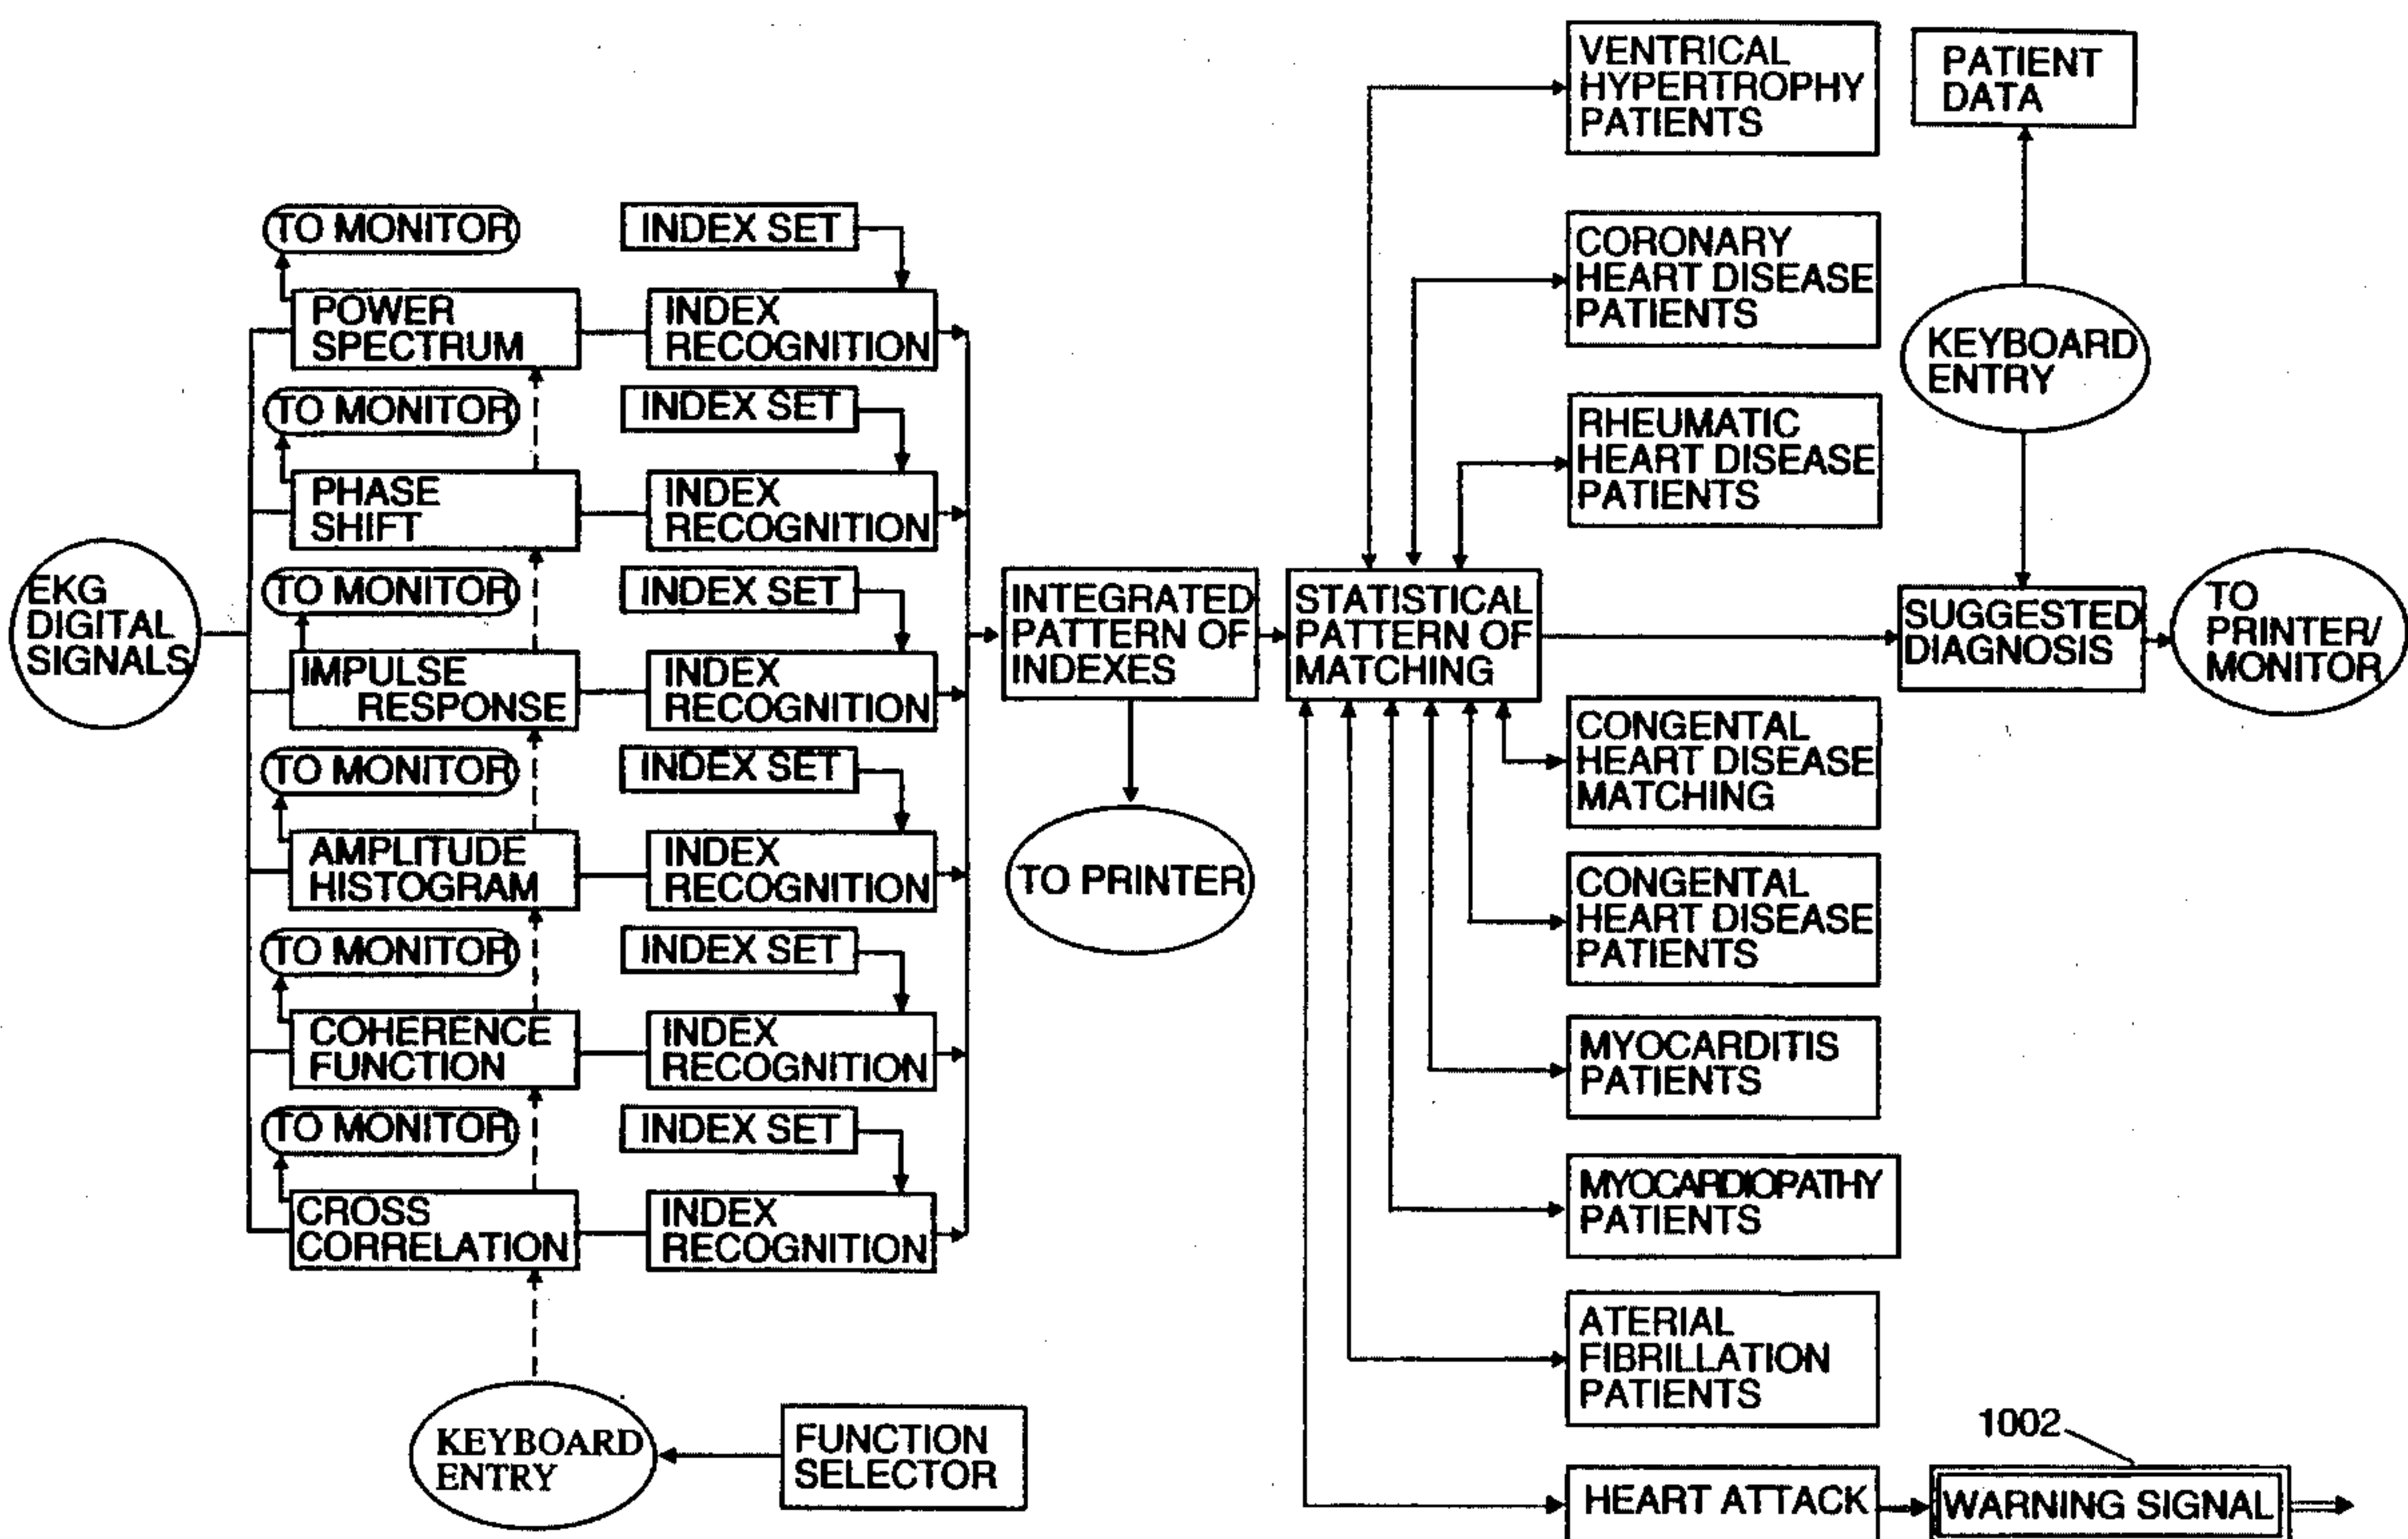 EKG
DIGITAL
SIGNALS
TO MONITOR
INDEX SET
POWER
SPECTRUM
INDEX
RECOGNITION
TO MONITOR
INDEX SET
PHASE
SHIFT
INDEX
RECOGNITION
TO MONITOR
INDEX SET
IMPULSE
RESPONSE
INDEX
RECOGNITION
TO MONITOR
INDEX SET
AMPLITUDE
HISTOGRAM
INDEX
RECOGNITION
TO MONITOR
INDEX SET
COHERENCE
FUNCTION
INDEX
RECOGNITION
TO MONITOR
INDEX SET
CROSS
CORRELATION
INDEX
RECOGNITION
KEYBOARD
ENTRY
FUNCTION
SELECTOR
INTEGRATED
PATTERN OF
INDEXES
TO PRINTER
STATISTICAL
PATTERN OF
MATCHING
VENTRICAL
HYPERTROPHY
PATIENTS
CORONARY
HEART DISEASE
PATIENTS
RHEUMATIC
HEART DISEASE
PATIENTS
PATIENT
DATA
KEYBOARD
ENTRY
SUGGESTED
DIAGNOSIS
TO
PRINTER/
MONITOR
CONGENTAL
HEART DISEASE
MATCHING
CONGENTAL
HEART DISEASE
PATIENTS
MYOCARDITIS
PATIENTS
MYOCARDIOPATHY
PATIENTS
ATERIAL
FIBRILLATION
PATIENTS
HEART ATTACK
1002
WARNING SIGNAL